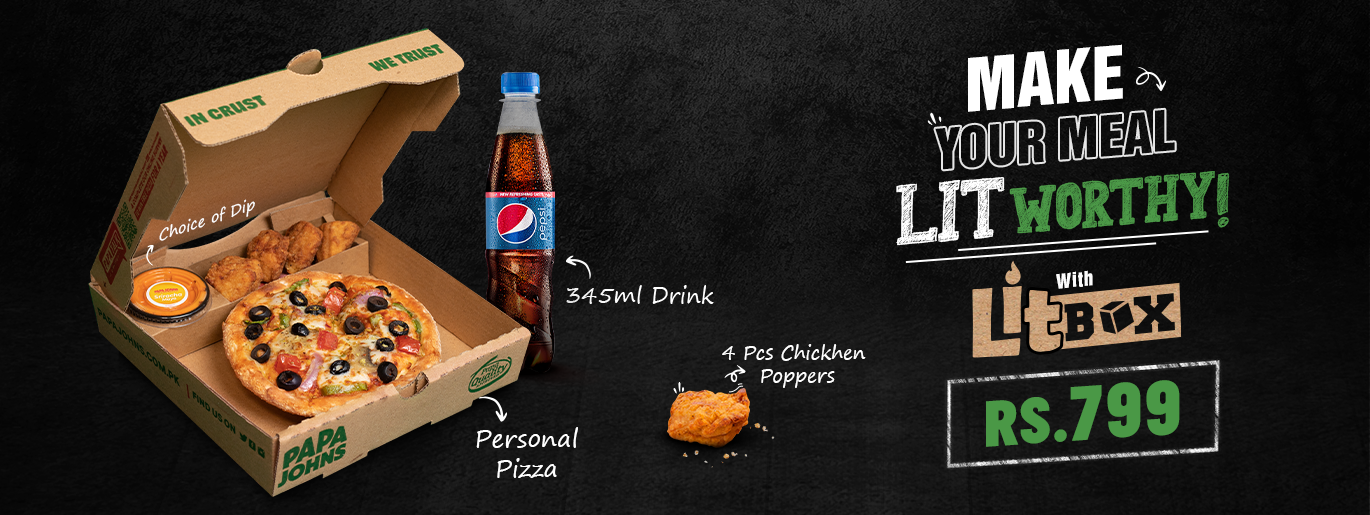 IN CRUST
WE TRUST
Choice of Dip
PAPAJOHNS.COM.PK
FIND US ON
PAPA
JOHNS
Quality
pepsi
345ml Drink
Personal
Pizza
4 Pcs Chickhen
Poppers
MAKE
YOUR MEAL
LIT WORTHY!
With
Lit BOX
RS.799